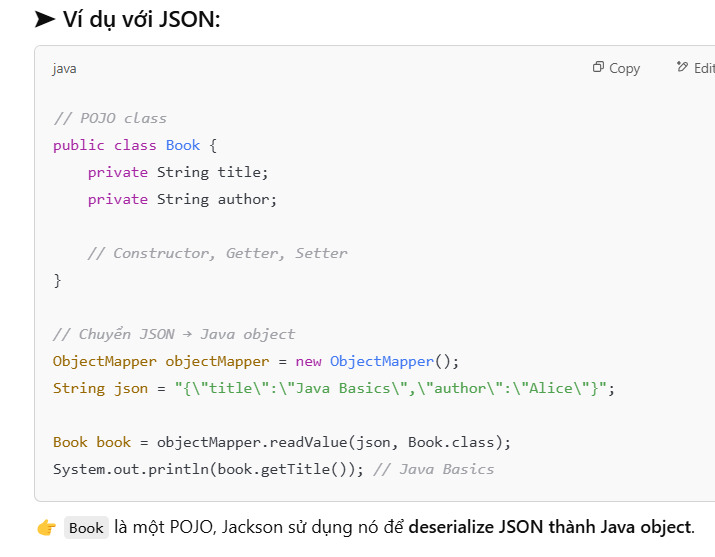 ➤ Ví dụ với JSON:
java
Copy
Edit
// POJO class
public class Book {
    private String title;
    private String author;
    // Constructor, Getter, Setter
}
// Chuyển JSON → Java object
ObjectMapper objectMapper = new ObjectMapper();
String json = "{\"title\":\"Java Basics\",\"author\":\"Alice\"}";
Book book = objectMapper.readValue(json, Book.class);
System.out.println(book.getTitle()); // Java Basics
👉 Book là một POJO, Jackson sử dụng nó để deserialize JSON thành Java object.